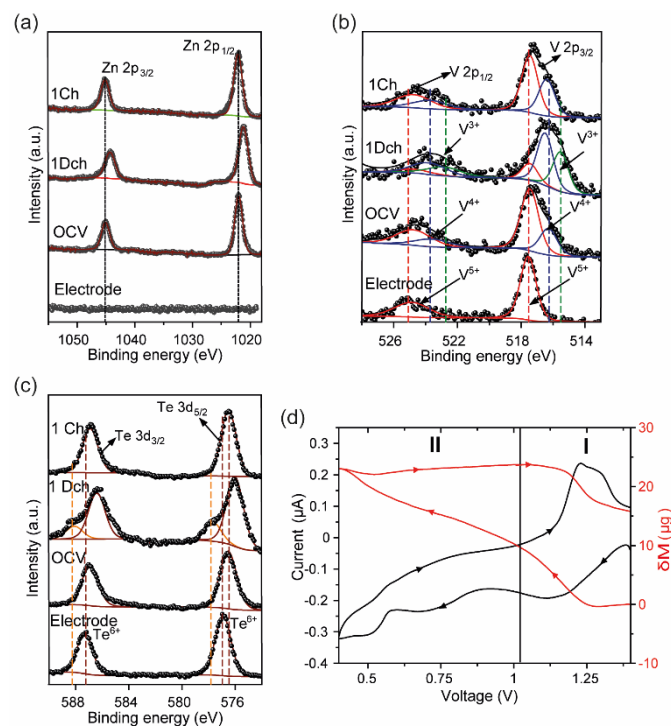 (a)
Zn 2p3/2
Zn 2p1/2
1Ch
1Dch
OCV
Electrode
Intensity (a.u.)
1050 1040 1030 1020
Binding energy (eV)
(b)
V 2p3/2
V 2p1/2
1Ch
V3+
V3+
1Dch
OCV
V4+
V4+
Electrode
V5+
V5+
Intensity (a.u.)
526 522 518 514
Binding energy (eV)
(c)
Te 3d5/2
Te 3d3/2
1 Ch
1 Dch
OCV
Electrode
Te6+
Te6+
Intensity (a.u.)
588 584 580 576
Binding energy (eV)
(d)
II
I
0.3
0.2
0.1
0
-0.1
-0.2
-0.3
-0.4
Current (µA)
30
20
10
0
-10
δM (µg)
0.5 0.75 1.0 1.25
Voltage (V)